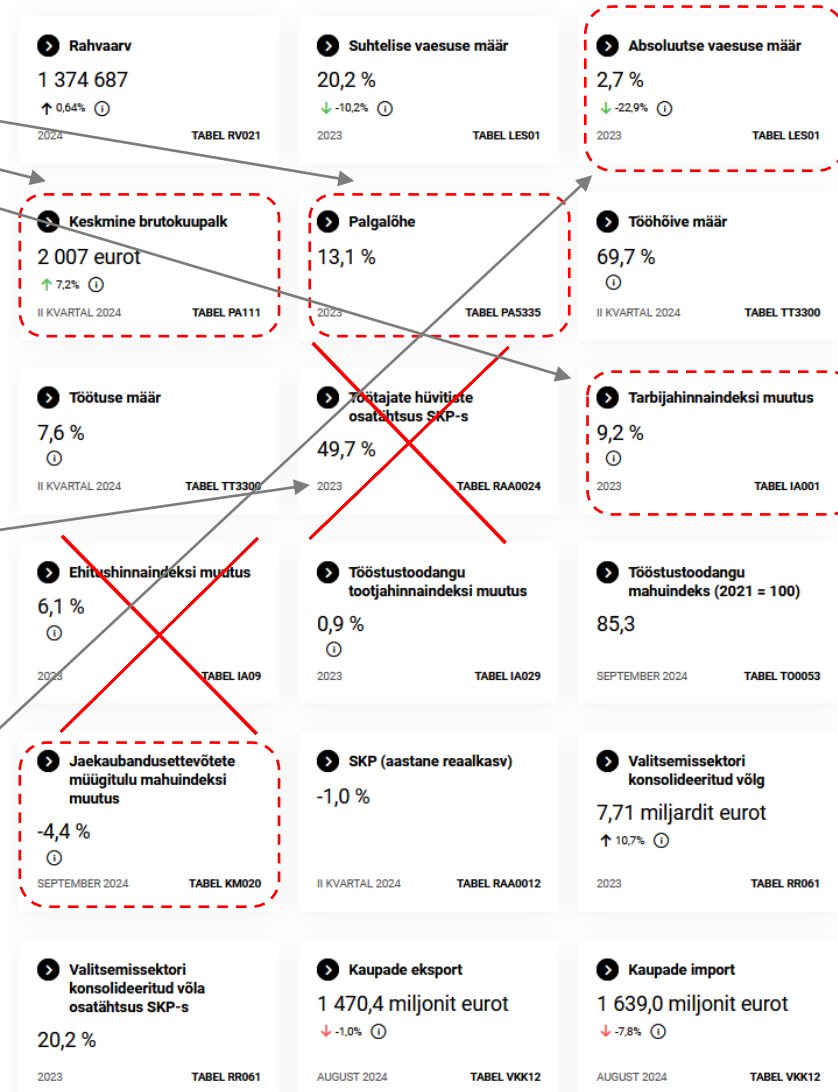 Rahvaarv
1 374 687
↑ 0,64%
2024 TABEL RV021
Suhtelise vaesuse määr
20,2 %
↓ -10,2%
2023 TABEL LES01
Absoluutse vaesuse määr
2,7 %
↓ -22,9%
2023 TABEL LES01
Keskmine brutokuupalk
2 007 eurot
↑ 7,2%
II KVARTAL 2024 TABEL PA111
Palgalõhe
13,1 %
2023 TABEL PA5335
Tööhõive määr
69,7 %
II KVARTAL 2024 TABEL TT3300
Töötuse määr
7,6 %
II KVARTAL 2024 TABEL TT3300
Töötajate hüvitiste
osatähtsus SKP-s
49,7 %
2023 TABEL RAA0024
Tarbijahinnaindeksi muutus
9,2 %
2023 TABEL IA001
Ehitushinnaindeksi muutus
6,1 %
2023 TABEL IA09
Tööstustoodangu
tootjahinnaindeksi muutus
0,9 %
2023 TABEL IA029
Tööstustoodangu
mahuindeks (2021 = 100)
85,3
SEPTEMBER 2024 TABEL TO0053
Jaekaubandusettevõtete
müügitulu mahuindeksi
muutus
-4,4 %
SEPTEMBER 2024 TABEL KM020
SKP (aastane reaalkasv)
-1,0 %
II KVARTAL 2024 TABEL RAA0012
Valitsemissektori
konsolideeritud võlg
7,71 miljardit eurot
↑ 10,7%
2023 TABEL RR061
Valitsemissektori
konsolideeritud võla
osatähtsus SKP-s
20,2 %
2023 TABEL RR061
Kaupade eksport
1 470,4 miljonit eurot
↓ -1,0%
AUGUST 2024 TABEL VKK12
Kaupade import
1 639,0 miljonit eurot
↓ -7,8%
AUGUST 2024 TABEL VKK12